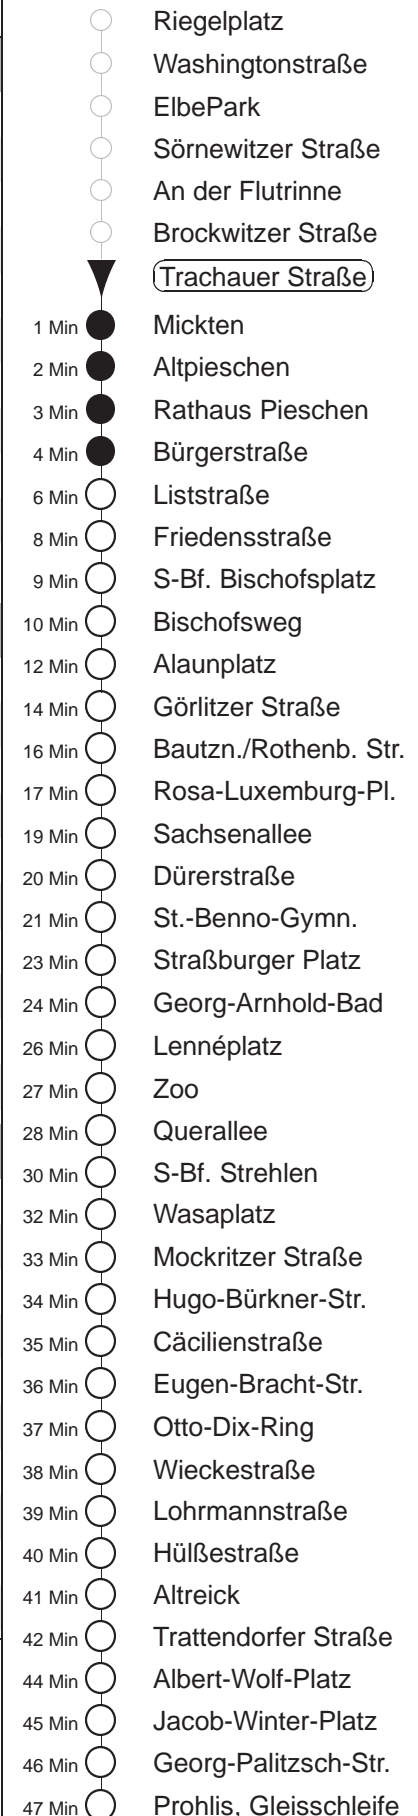 Riegelplatz
Washingtonstraße
ElbePark
Sörnewitzer Straße
An der Flutrinne
Brockwitzer Straße
Trachauer Straße
1 Min Mickten
2 Min Altpieschen
3 Min Rathaus Pieschen
4 Min Bürgerstraße
6 Min Liststraße
8 Min Friedensstraße
9 Min S-Bf. Bischofsplatz
10 Min Bischofsweg
12 Min Alaunplatz
14 Min Görlitzer Straße
16 Min Bautzn./Rothenb. Str.
17 Min Rosa-Luxemburg-Pl.
19 Min Sachsenallee
20 Min Dürerstraße
21 Min St.-Benno-Gymn.
23 Min Straßburger Platz
24 Min Georg-Arnhold-Bad
26 Min Lennéplatz
27 Min Zoo
28 Min Querallee
30 Min S-Bf. Strehlen
32 Min Wasaplatz
33 Min Mockritzer Straße
34 Min Hugo-Bürkner-Str.
35 Min Cäcilienstraße
36 Min Eugen-Bracht-Str.
37 Min Otto-Dix-Ring
38 Min Wieckestraße
39 Min Lohrmannstraße
40 Min Hülßestraße
41 Min Altreick
42 Min Trattendorfer Straße
44 Min Albert-Wolf-Platz
45 Min Jacob-Winter-Platz
46 Min Georg-Palitzsch-Str.
47 Min Prohlis, Gleisschleife